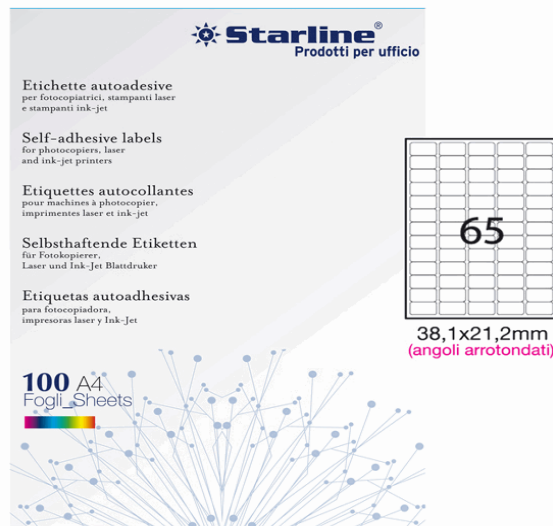 Starline®
Prodotti per ufficio
Etichette autoadesive
per fotocopiatrici, stampanti laser
e stampanti ink-jet
Self-adhesive labels
for photocopiers, laser
and ink-jet printers
Etiquettes autocollantes
pour machines à photocopier,
imprimentes laser et ink-jet
Selbsthaftende Etiketten
für Fotokopierer,
Laser und Ink-Jet Blattdruker
Etiquetas autoadhesivas
para fotocopiadora,
impresoras laser y Ink-Jet
100 A4
Fogli_Sheets
65
38,1x21,2mm
(angoli arrotondati)